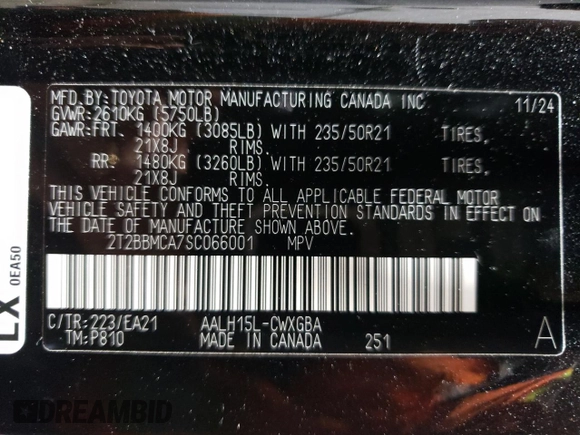 MFD.BY:TOYOTA MOTOR MANUFACTURING CANADA INC 11/24
GVWR:2610KG (5750LB)
GAWR:FRT. 1400KG (3085LB) WITH 235/50R21 TIRES,
21X8J RIMS.
RR. 1480KG (3260LB) WITH 235/50R21 TIRES,
21X8J RIMS.
THIS VEHICLE CONFORMS TO ALL APPLICABLE FEDERAL MOTOR
VEHICLE SAFETY AND THEFT PREVENTION STANDARDS IN EFFECT ON
THE DATE OF MANUFACTURE SHOWN ABOVE.
2T2BBMCA7SC066001 MPV
C/TR:223/EA21 AALH15L-CWXGBA A
TM:P810 MADE IN CANADA 251
LX 0EA50
DREAMBID